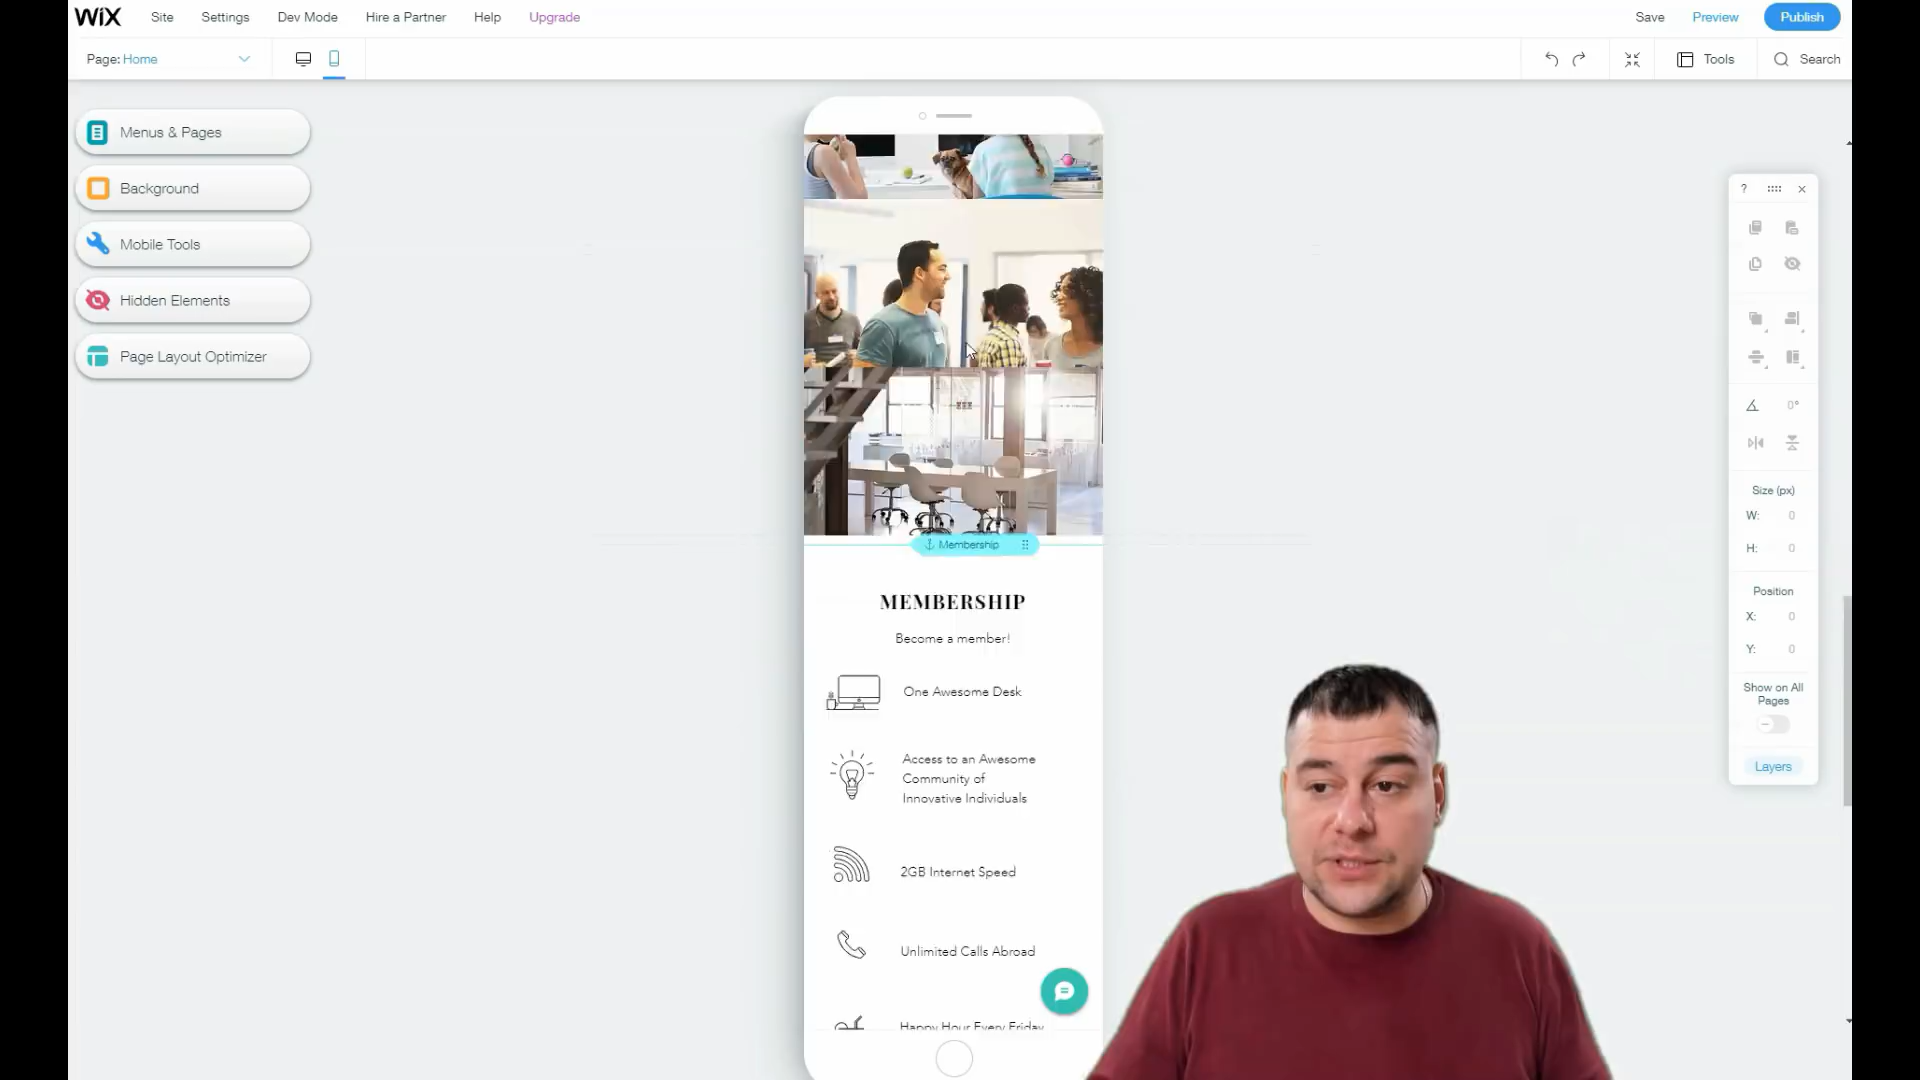 WiX
Site
Settings
Dev Mode
Hire a Partner
Help
Upgrade
Save
Preview
Publish
Page: Home
Tools
Search
Menus & Pages
Background
Mobile Tools
Hidden Elements
Page Layout Optimizer
?
0°
Size (px)
W: 0
H: 0
Position
X: 0
Y: 0
Show on All
Pages
Layers
Membership
MEMBERSHIP
Become a member!
One Awesome Desk
Access to an Awesome
Community of
Innovative Individuals
2GB Internet Speed
Unlimited Calls Abroad
Happy Hour Every Friday